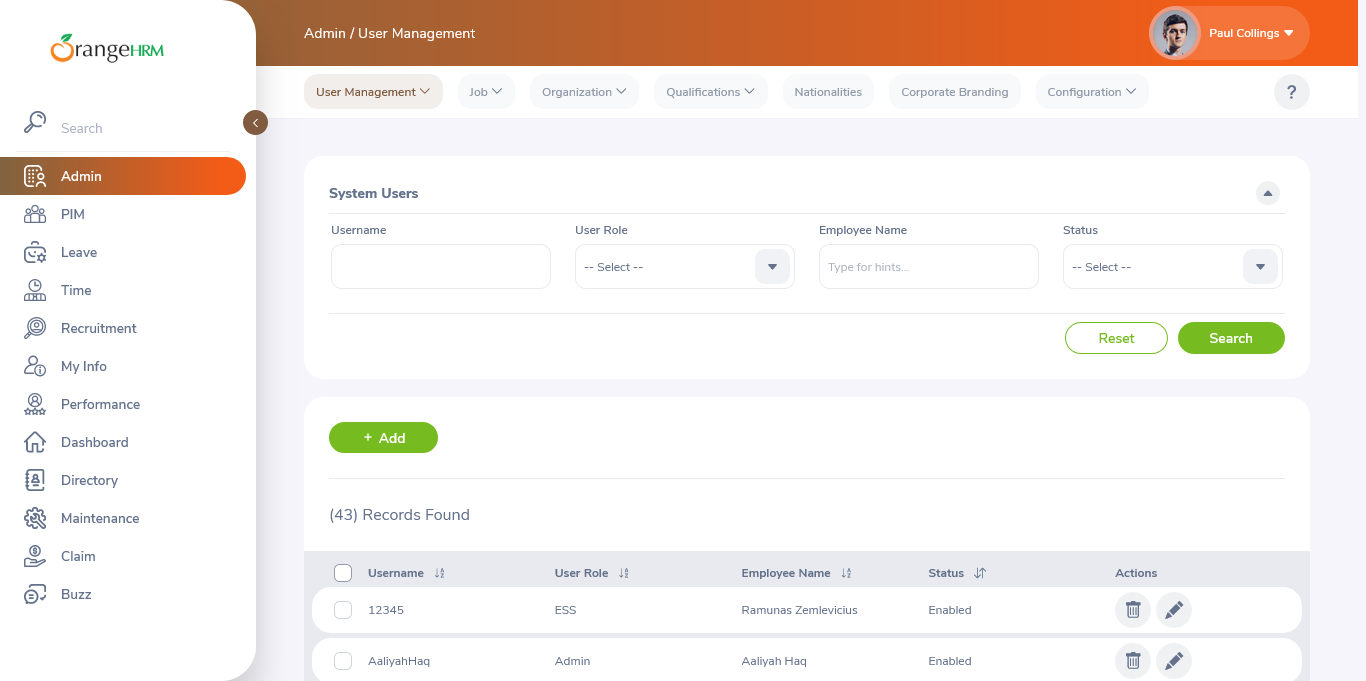 OrangeHRM
Admin / User Management
Paul Collings
User Management
Job
Organization
Qualifications
Nationalities
Corporate Branding
Configuration
?
Search
Admin
PIM
Leave
Time
Recruitment
My Info
Performance
Dashboard
Directory
Maintenance
Claim
Buzz
System Users
Username
User Role
Employee Name
Status
-- Select --
Type for hints...
-- Select --
Reset
Search
+ Add
(43) Records Found
Username User Role Employee Name Status Actions
12345 ESS Ramunas Zemlevicius Enabled
AaliyahHaq Admin Aaliyah Haq Enabled